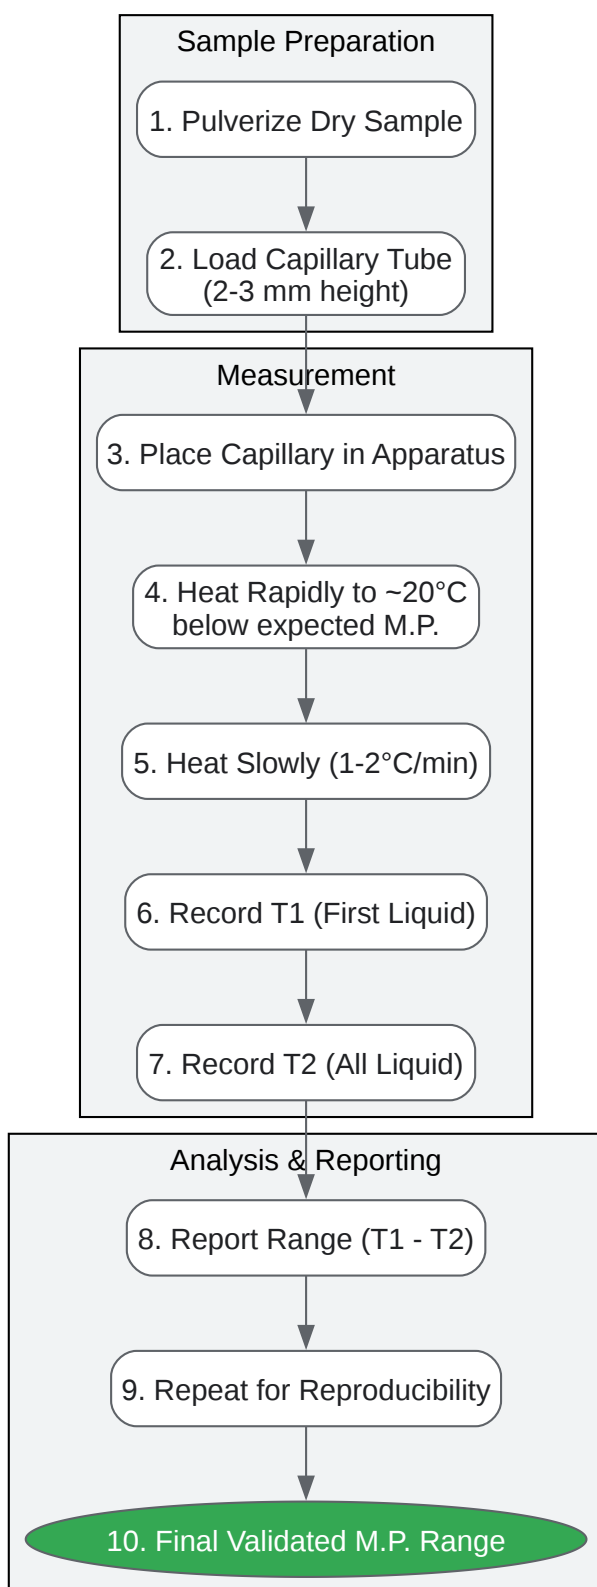 Sample Preparation
1. Pulverize Dry Sample
2. Load Capillary Tube
(2-3 mm height)
Measurement
3. Place Capillary in Apparatus
4. Heat Rapidly to ~20°C
below expected M.P.
5. Heat Slowly (1-2°C/min)
6. Record T1 (First Liquid)
7. Record T2 (All Liquid)
Analysis & Reporting
8. Report Range (T1 - T2)
9. Repeat for Reproducibility
10. Final Validated M.P. Range